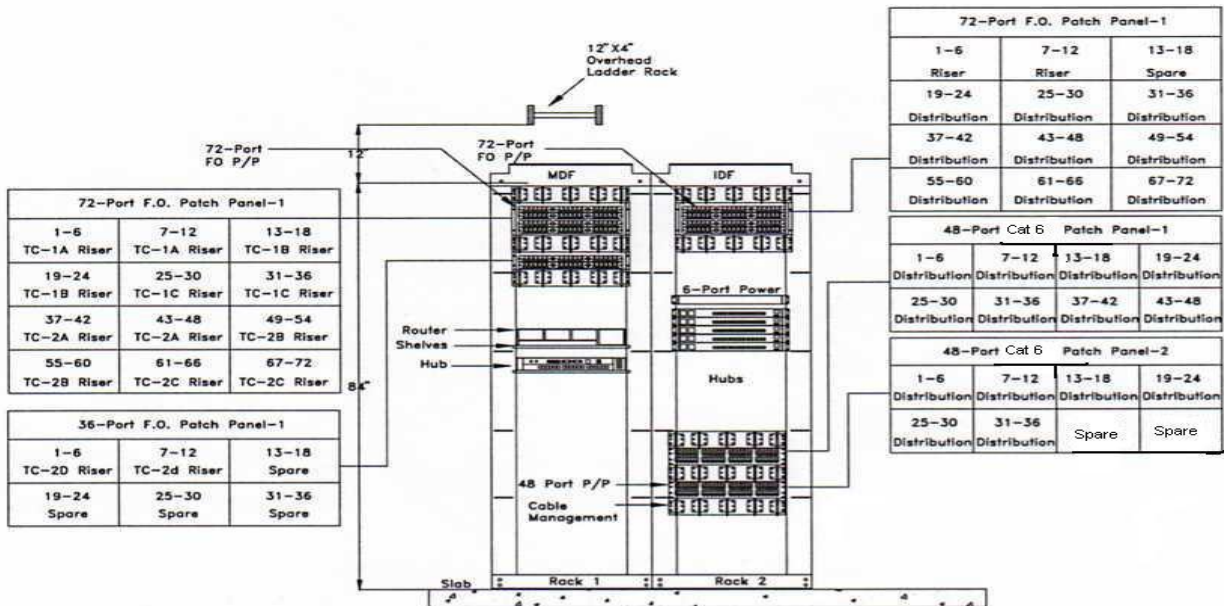 12"X4"
Overhead
Ladder Rack
12"
72-Port
FO P/P
72-Port
FO P/P
MDF
IDF
72-Port F.O. Patch Panel-1
1-6 7-12 13-18
TC-1A Riser TC-1A Riser TC-1B Riser
19-24 25-30 31-36
TC-1B Riser TC-1C Riser TC-1C Riser
37-42 43-48 49-54
TC-2A Riser TC-2A Riser TC-2B Riser
55-60 61-66 67-72
TC-2B Riser TC-2C Riser TC-2C Riser
36-Port F.O. Patch Panel-1
1-6 7-12 13-18
TC-2D Riser TC-2d Riser Spare
19-24 25-30 31-36
Spare Spare Spare
84"
Router
Shelves
Hub
6-Port Power
Hubs
48 Port P/P
Cable
Management
Slab
Rack 1
Rack 2
72-Port F.O. Patch Panel-1
1-6 7-12 13-18
Riser Riser Spare
19-24 25-30 31-36
Distribution Distribution Distribution
37-42 43-48 49-54
Distribution Distribution Distribution
55-60 61-66 67-72
Distribution Distribution Distribution
48-Port Cat 6 Patch Panel-1
1-6 7-12 13-18 19-24
Distribution Distribution Distribution Distribution
25-30 31-36 37-42 43-48
Distribution Distribution Distribution Distribution
48-Port Cat 6 Patch Panel-2
1-6 7-12 13-18 19-24
Distribution Distribution Distribution Distribution
25-30 31-36 Spare Spare
Distribution Distribution